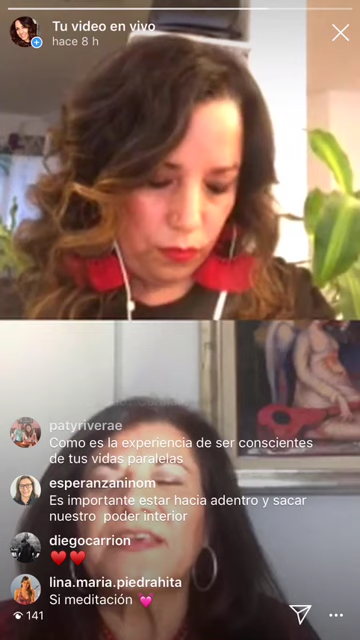 Tu video en vivo
hace 8 h
patyriverae
Como es la experiencia de ser conscientes
de tus vidas paralelas
esperanzaninom
Es importante estar hacia adentro y sacar
nuestro poder interior
diegocarrion
❤️❤️
lina.maria.piedrahita
Si meditación 💓
141